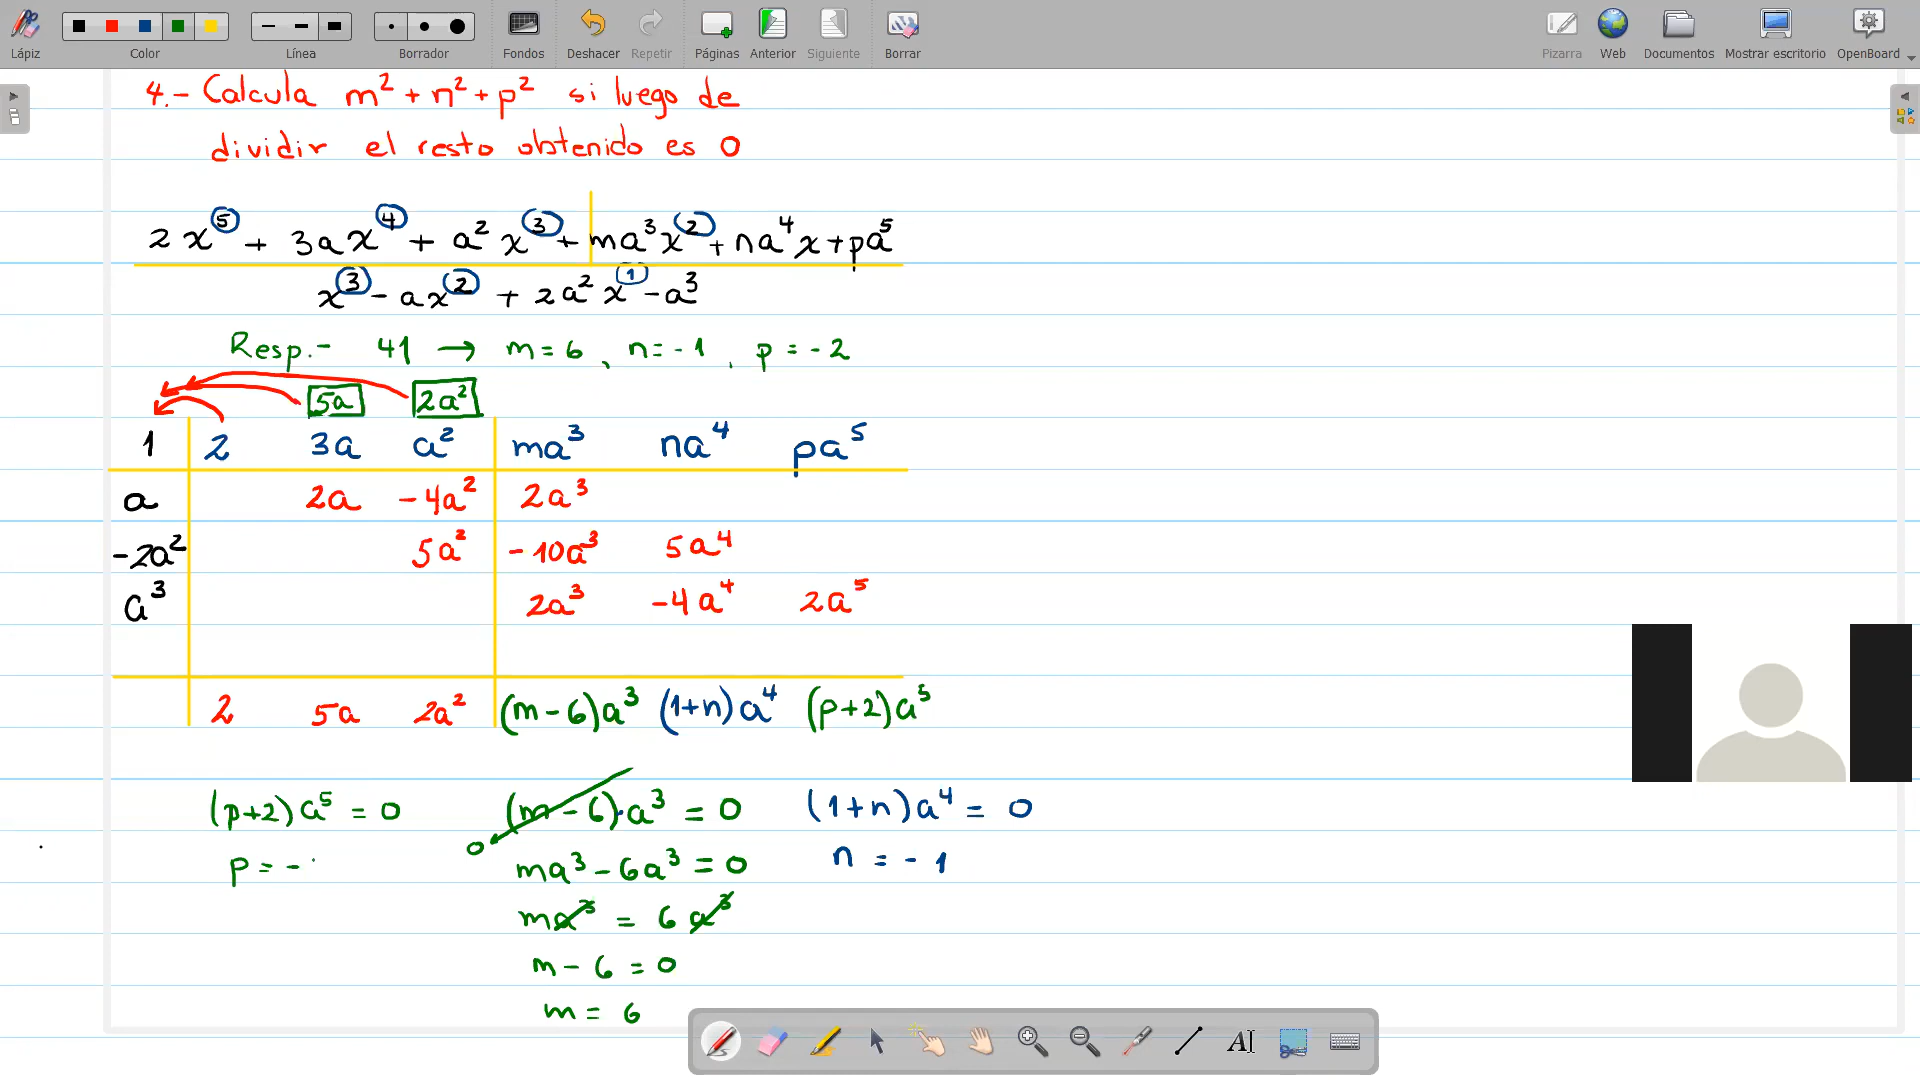 Lápiz Color Línea Borrador Fondos Deshacer Repetir Páginas Anterior Siguiente Borrar Pizarra Web Documentos Mostrar escritorio OpenBoard
4.- Calcula m² + n² + p² si luego de
dividir el resto obtenido es 0
2x⁵ + 3ax⁴ + a²x³ + ma³x² + na⁴x + pa⁵
x³ - ax² + 2a²x¹ - a³
Resp.- 41 → m = 6 , n = -1 , p = -2
5a 2a²
1 2 3a a² ma³ na⁴ pa⁵
a 2a -4a² 2a³
-2a² 5a² -10a³ 5a⁴
a³ 2a³ -4a⁴ 2a⁵
2 5a 2a² (m-6)a³ (1+n)a⁴ (p+2)a⁵
(p+2)a⁵ = 0 (m-6)·a³ = 0 (1+n)a⁴ = 0
0
p = - ma³ - 6a³ = 0 n = -1
ma³ = 6a³
m - 6 = 0
m = 6